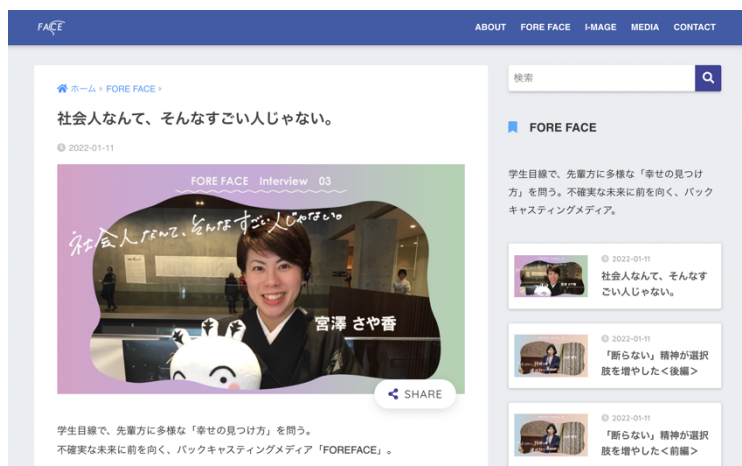 FACE
ABOUT FORE FACE I-MAGE MEDIA CONTACT
ホーム › FORE FACE ›
社会人なんて、そんなすごい人じゃない。
2022-01-11
FORE FACE Interview 03
社会人なんて、そんなすごい人じゃない。
宮澤 さや香
SHARE
学生目線で、先輩方に多様な「幸せの見つけ方」を問う。
不確実な未来に前を向く、バックキャスティングメディア「FOREFACE」。
検索
FORE FACE
学生目線で、先輩方に多様な「幸せの見つけ
方」を問う。不確実な未来に前を向く、バック
キャスティングメディア。
2022-01-11
社会人なんて、そんなす
ごい人じゃない。
2022-01-11
「断らない」精神が選択
肢を増やした<後編>
2022-01-11
「断らない」精神が選択
肢を増やした<前編>